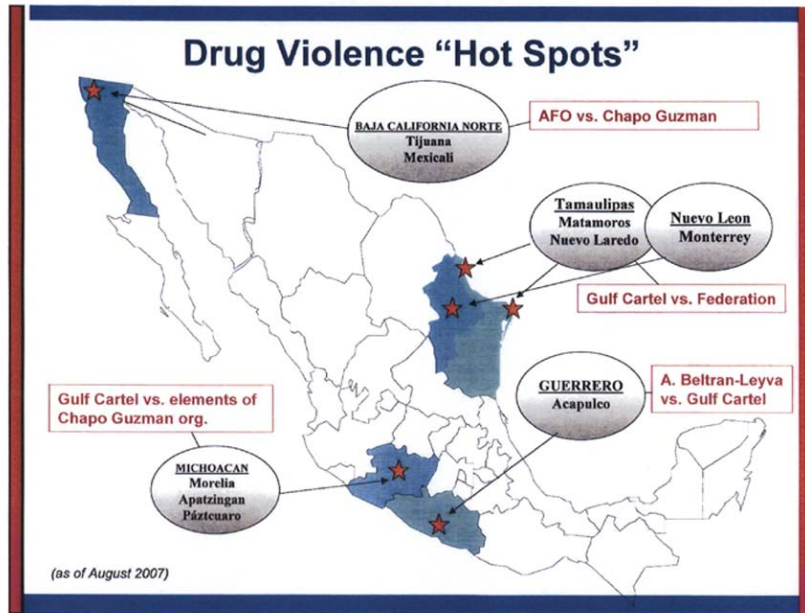 Drug Violence “Hot Spots”
BAJA CALIFORNIA NORTE
Tijuana
Mexicali
AFO vs. Chapo Guzman
Tamaulipas
Matamoros
Nuevo Laredo
Nuevo Leon
Monterrey
Gulf Cartel vs. Federation
GUERRERO
Acapulco
A. Beltran-Leyva
vs. Gulf Cartel
Gulf Cartel vs. elements of
Chapo Guzman org.
MICHOACAN
Morelia
Apatzingan
Páztcuaro
(as of August 2007)